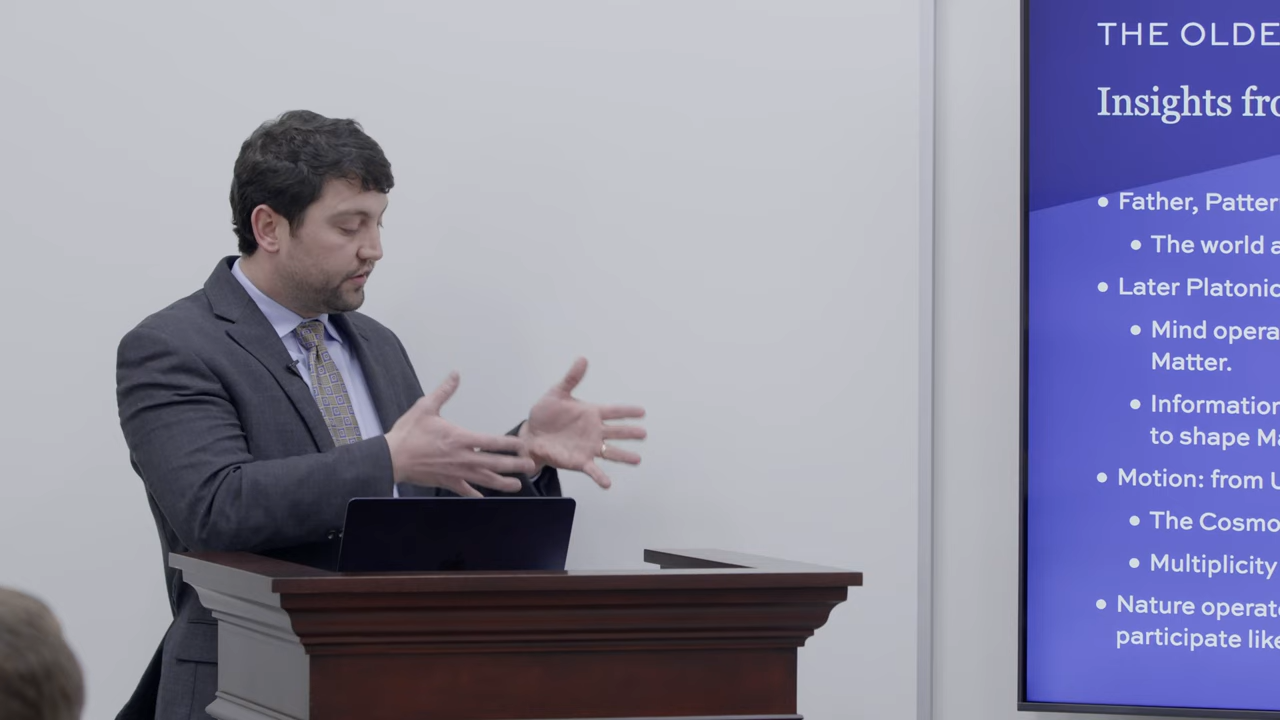 THE OLDE
Insights fro
• Father, Patter
• The world a
• Later Platonic
• Mind opera
Matter.
• Information
to shape Ma
• Motion: from U
• The Cosmo
• Multiplicity
• Nature operate
participate like